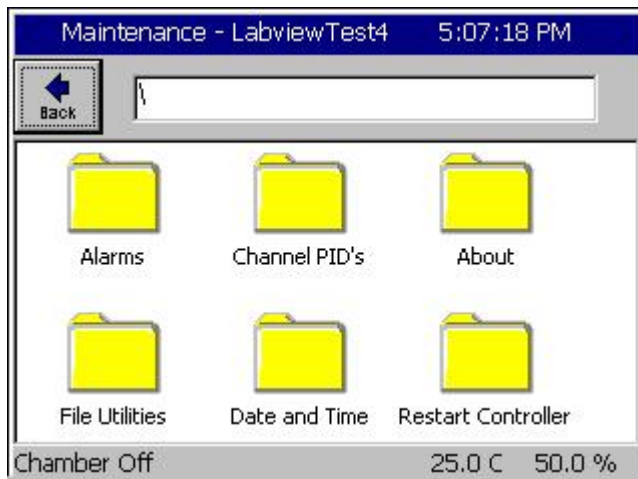 Maintenance - LabviewTest4 5:07:18 PM
Back
\
Alarms Channel PID's About
File Utilities Date and Time Restart Controller
Chamber Off 25.0 C 50.0 %